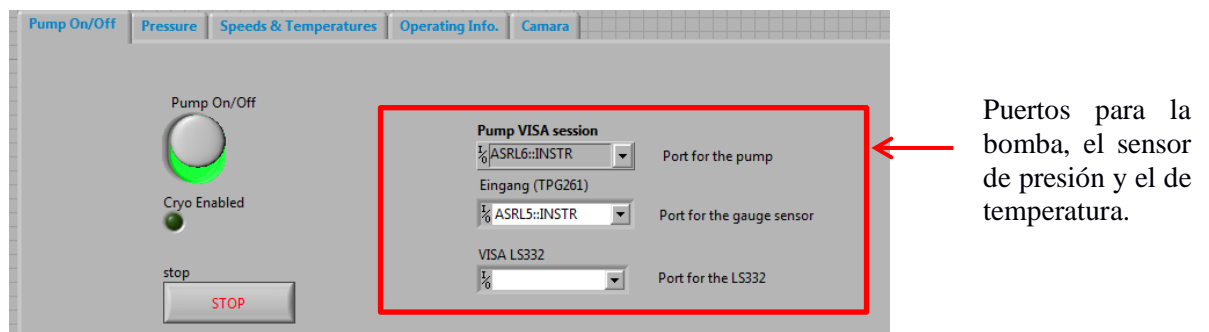 Pump On/Off Pressure Speeds & Temperatures Operating Info. Camara
Pump On/Off
Cryo Enabled
stop
STOP
Pump VISA session
ASRL6::INSTR Port for the pump
Eingang (TPG261)
ASRL5::INSTR Port for the gauge sensor
VISA LS332
Port for the LS332
Puertos para la
bomba, el sensor
de presión y el de
temperatura.